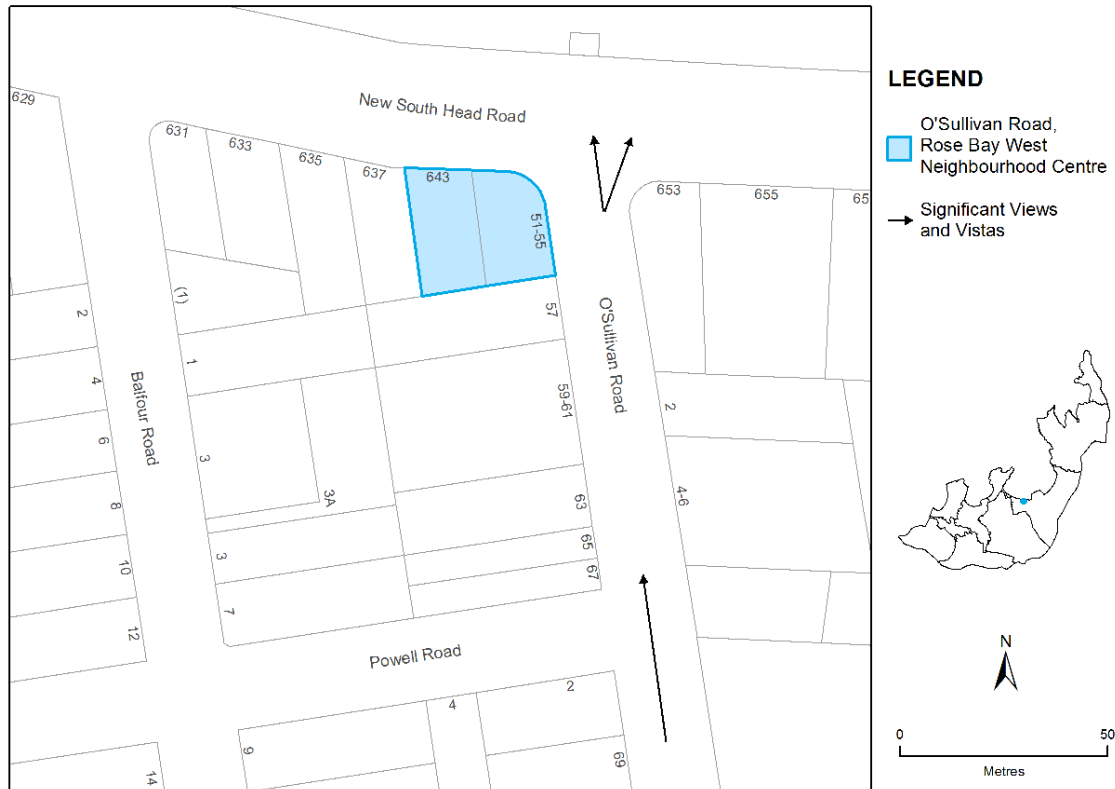 629
New South Head Road
631
633
635
637
643
51-55
653
655
65
LEGEND
O'Sullivan Road,
Rose Bay West
Neighbourhood Centre
Significant Views
and Vistas
(1)
2
57
O'Sullivan Road
1
4
Balfour Road
59-61
2
6
3
3A
4-6
8
63
3
65
10
67
7
12
Powell Road
2
4
9
69
14
N
0
50
Metres